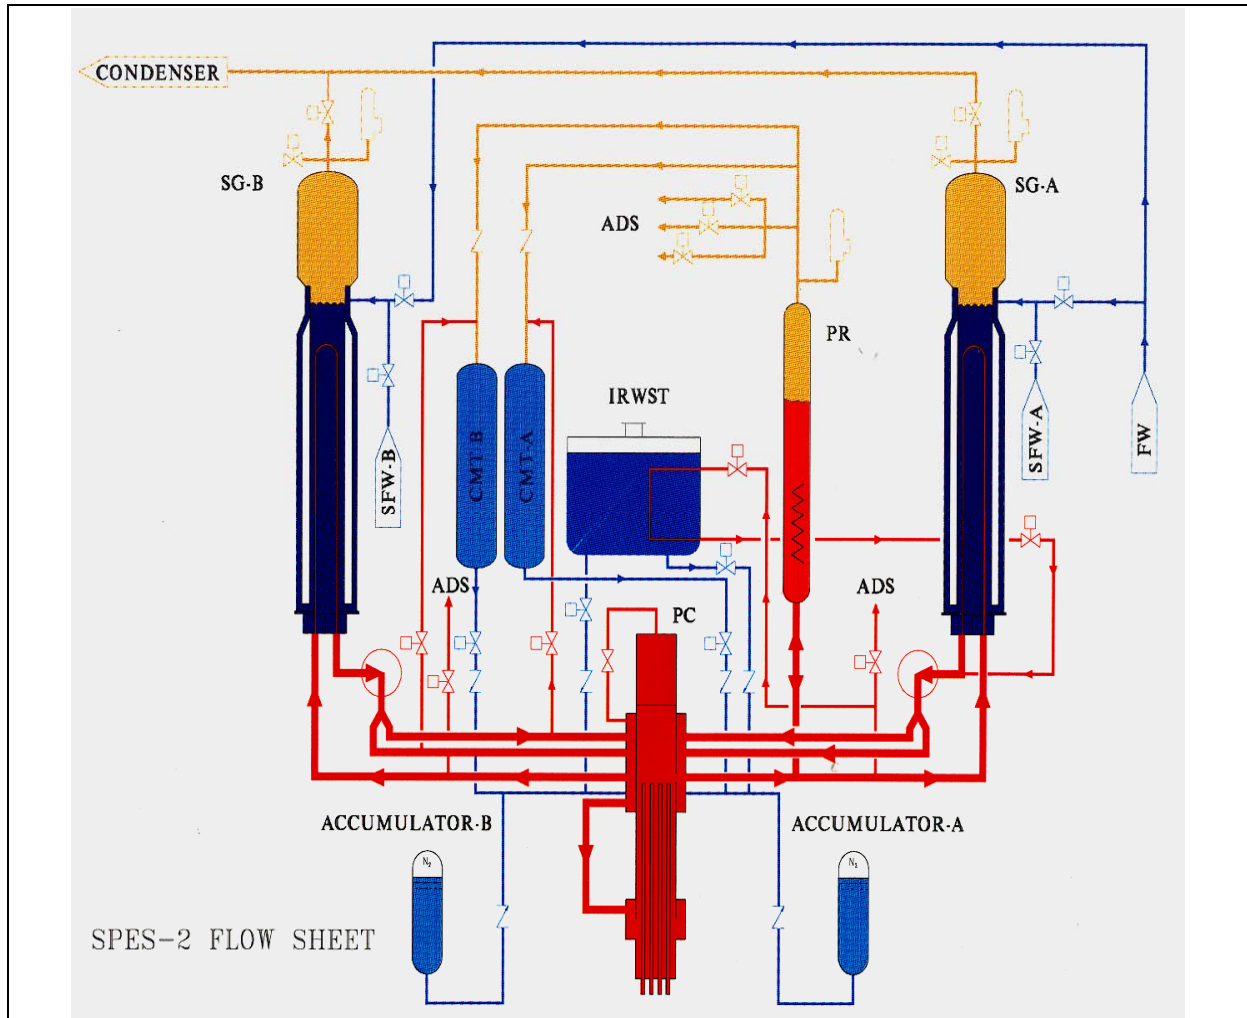 CONDENSER
SG-B
SG-A
ADS
PR
IRWST
SFW-B
CMT-B
CMT-A
SFW-A
FW
ADS
PC
ADS
ACCUMULATOR-B
ACCUMULATOR-A
N₂
N₂
SPES-2 FLOW SHEET